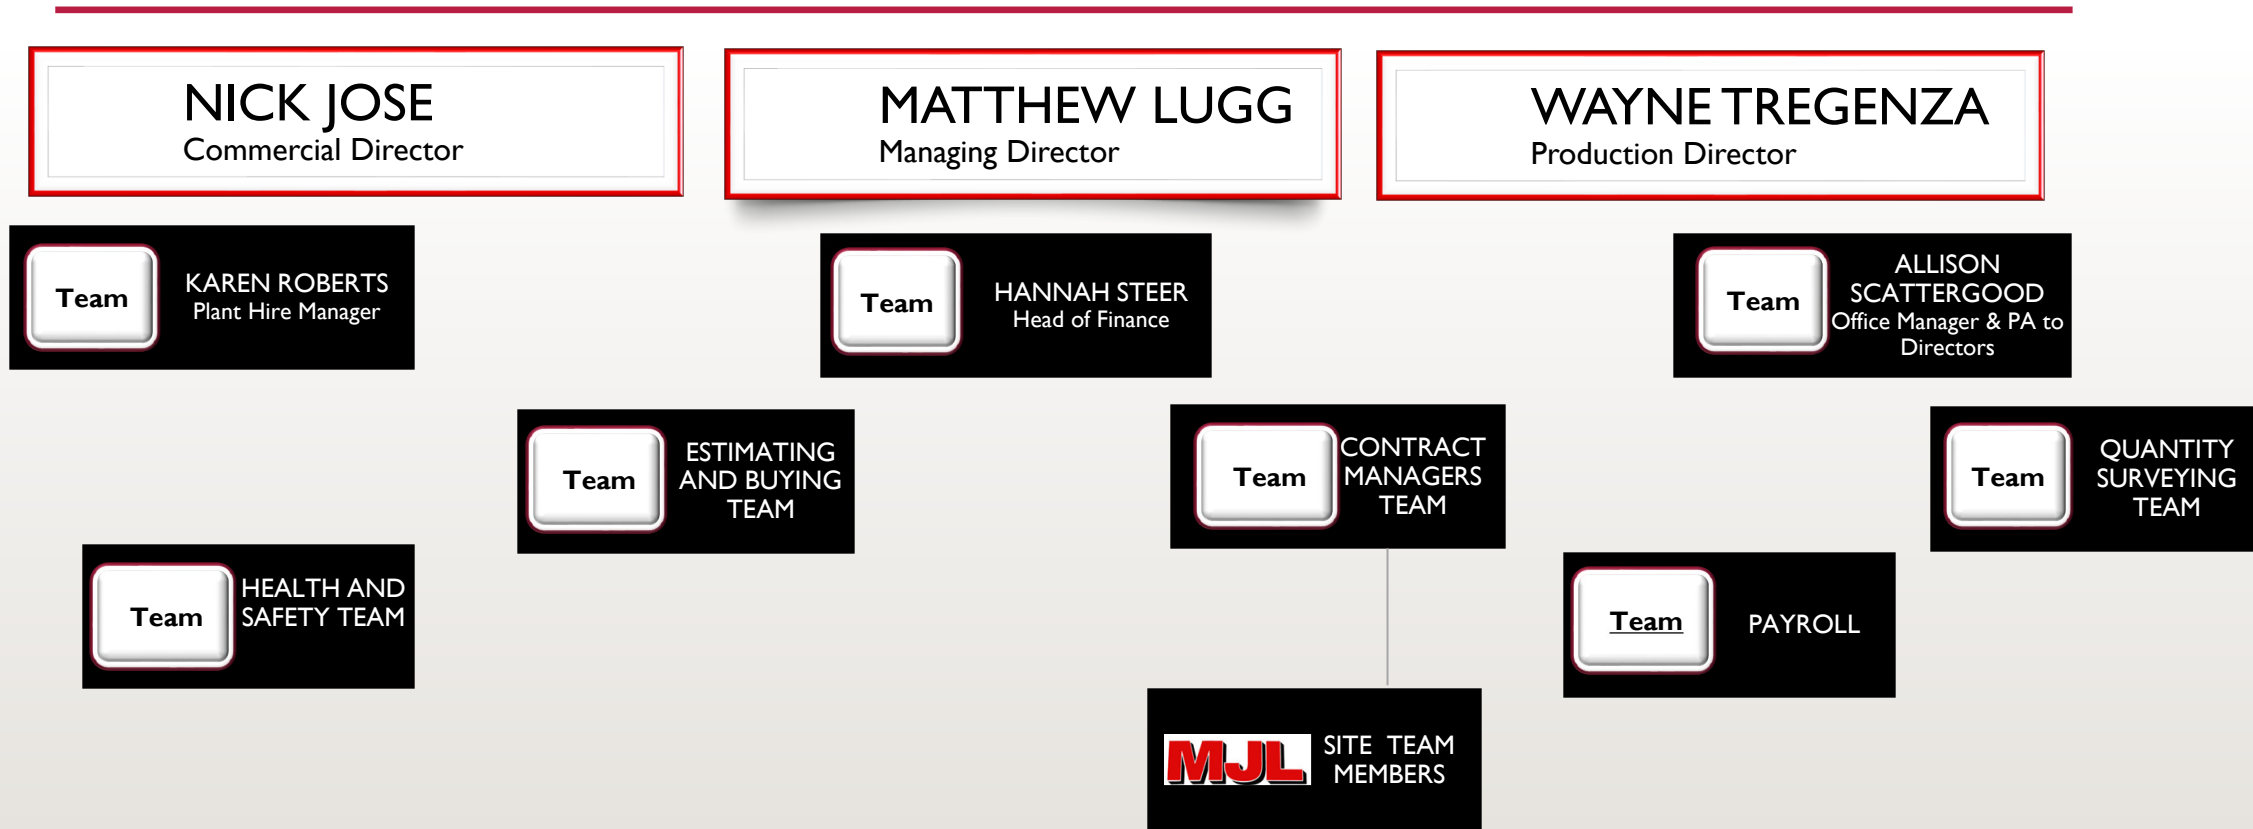 NICK JOSE
Commercial Director
MATTHEW LUGG
Managing Director
WAYNE TREGENZA
Production Director
Team
KAREN ROBERTS
Plant Hire Manager
Team
HANNAH STEER
Head of Finance
Team
ALLISON
SCATTERGOOD
Office Manager & PA to
Directors
Team
ESTIMATING
AND BUYING
TEAM
Team
CONTRACT
MANAGERS
TEAM
Team
QUANTITY
SURVEYING
TEAM
Team
HEALTH AND
SAFETY TEAM
Team
PAYROLL
MJL
SITE TEAM
MEMBERS